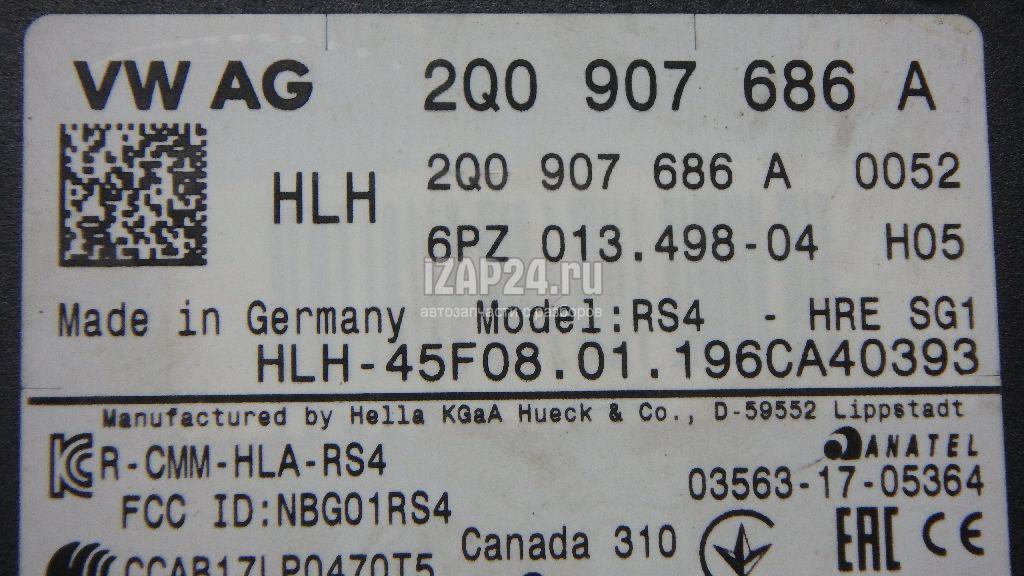 VW AG 2Q0 907 686 A
HLH 2Q0 907 686 A 0052
6PZ 013.498-04 H05
IZAP24.ru
автозапчасти с разборов
Made in Germany Model:RS4 - HRE SG1
HLH-45F08.01.196CA40393
Manufactured by Hella KGaA Hueck & Co., D-59552 Lippstadt
R-CMM-HLA-RS4 ANATEL
03563-17-05364
FCC ID:NBG01RS4
Canada 310 EAC CE
CCAB17LP0470T5